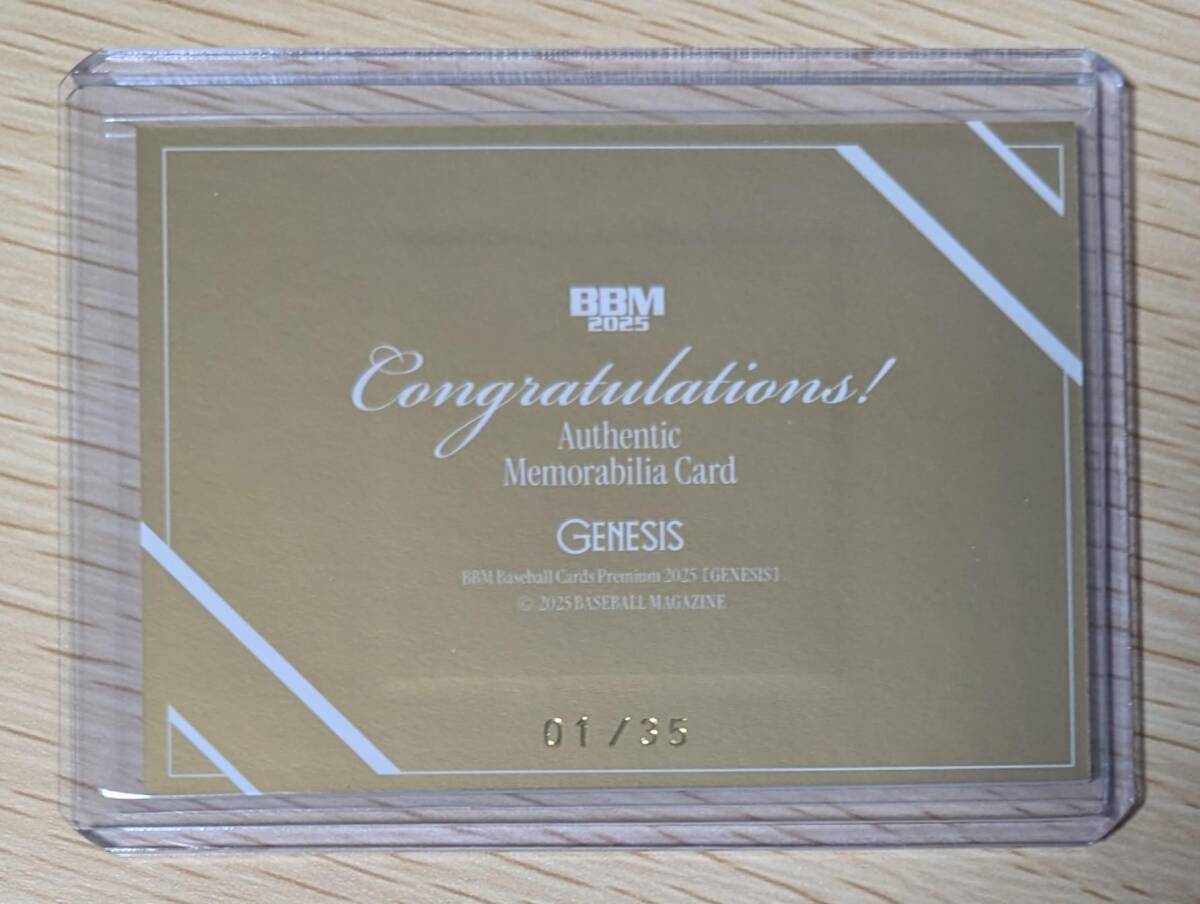 BBM
2025
Congratulations!
Authentic
Memorabilia Card
GENESIS
BBM Baseball Cards Premium 2025 [GENESIS]
© 2025 BASEBALL MAGAZINE
01/35